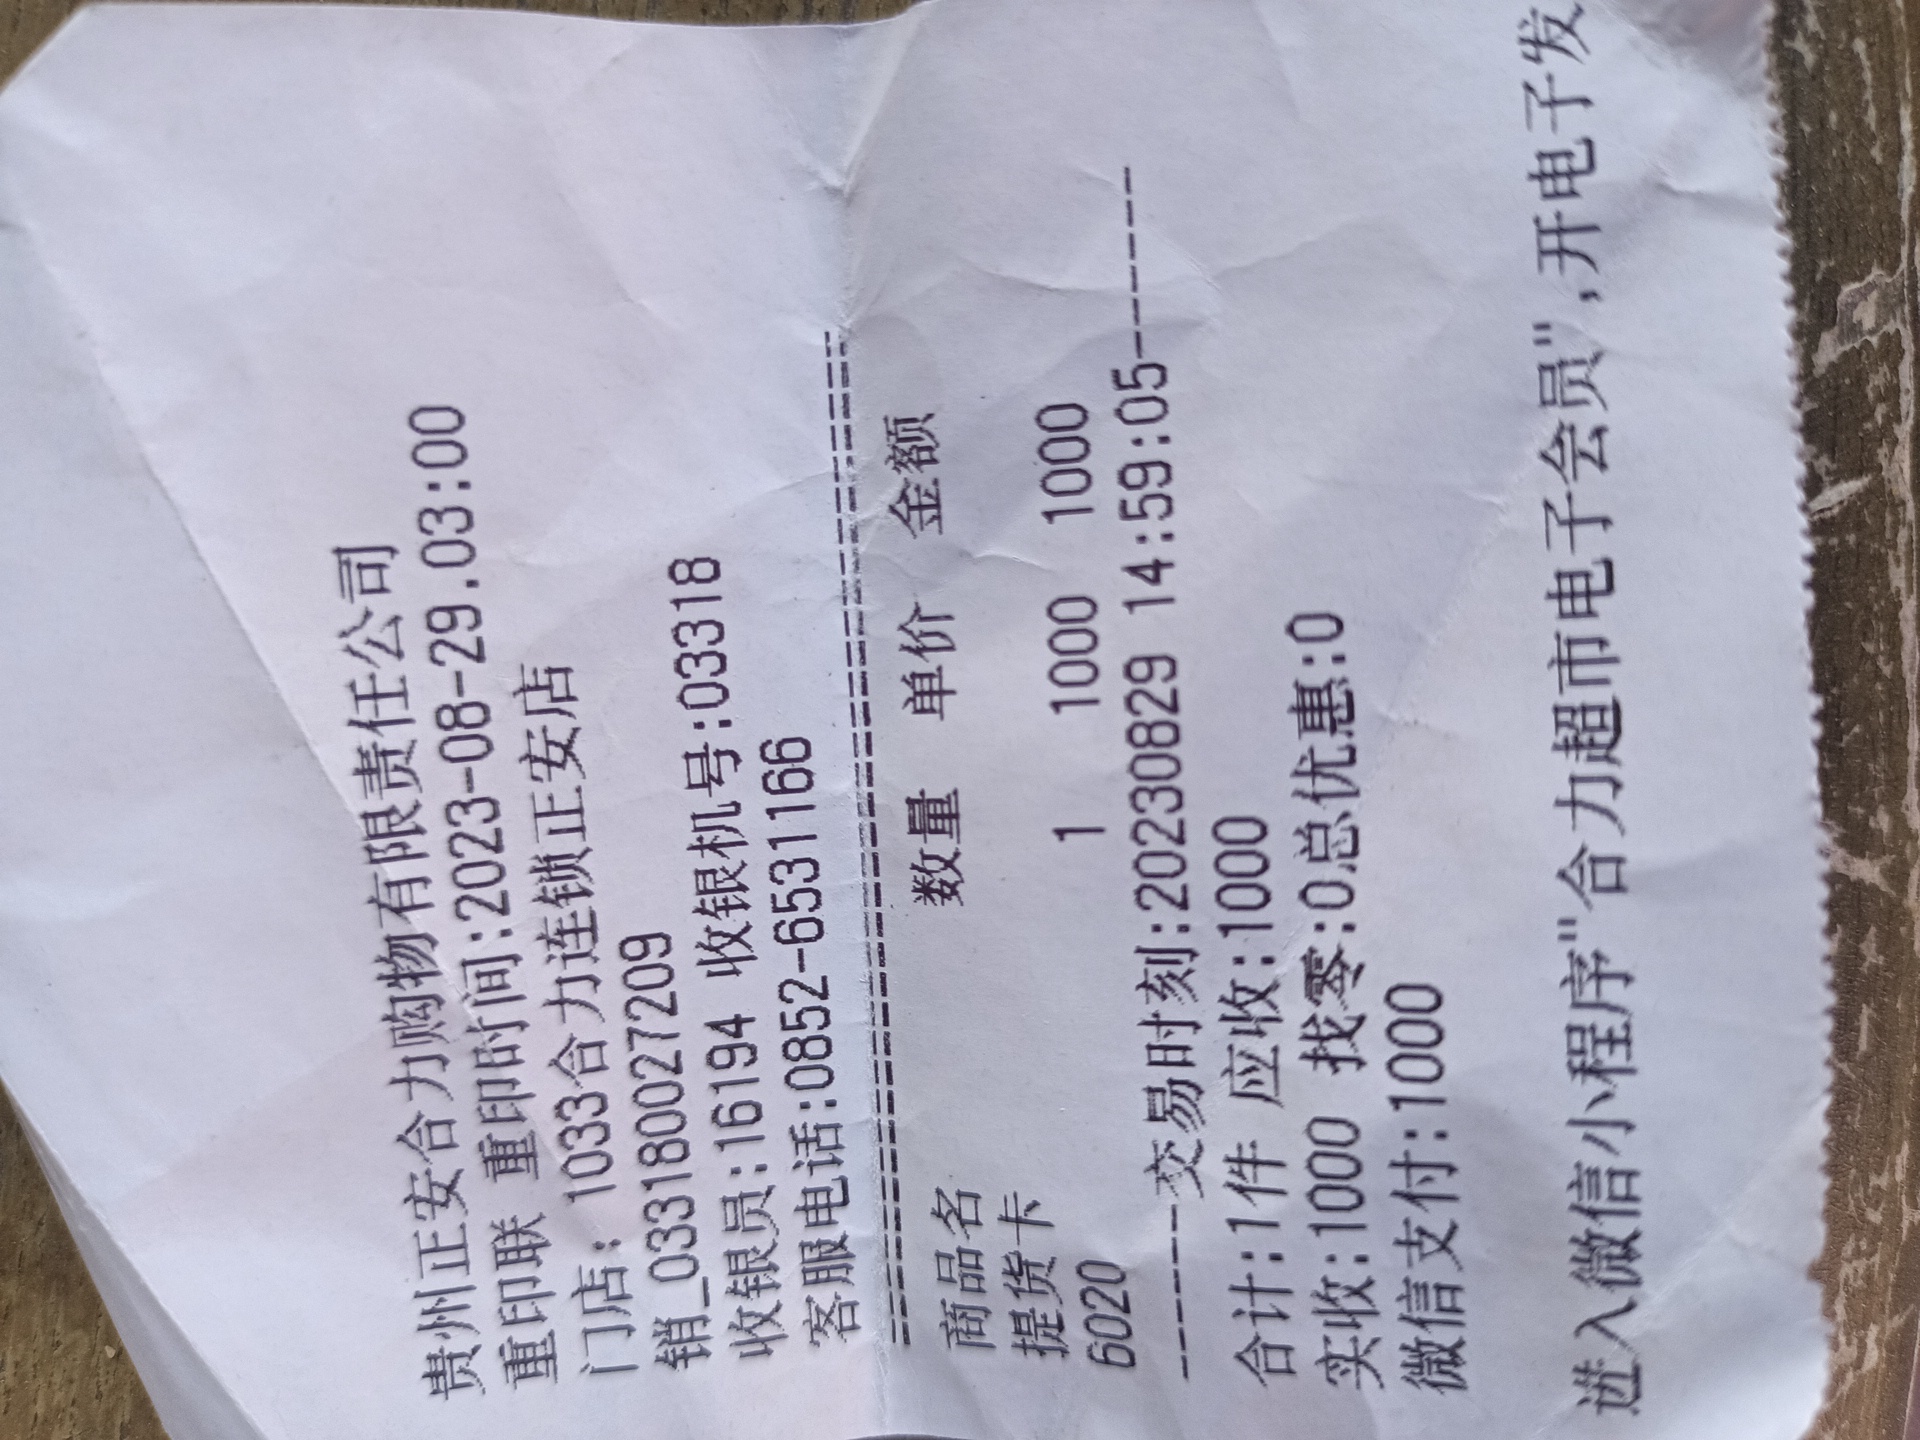 贵州正安合力购物有限责任公司
重印联 重印时间:2023-08-29.03:00
门店: 1033合力连锁正安店
销_03318002​7209
收银员:16194 收银机号:03318
客服电话:0852-6531166
==========================================
商品名 数量 单价 金额
提货卡
6020 1 1000 1000
------交易时刻:20230829 14:59:05------
合计:1件 应收:1000
实收:1000 找零:0总优惠:0
微信支付:1000
进入微信小程序"合力超市电子会员",开电子发